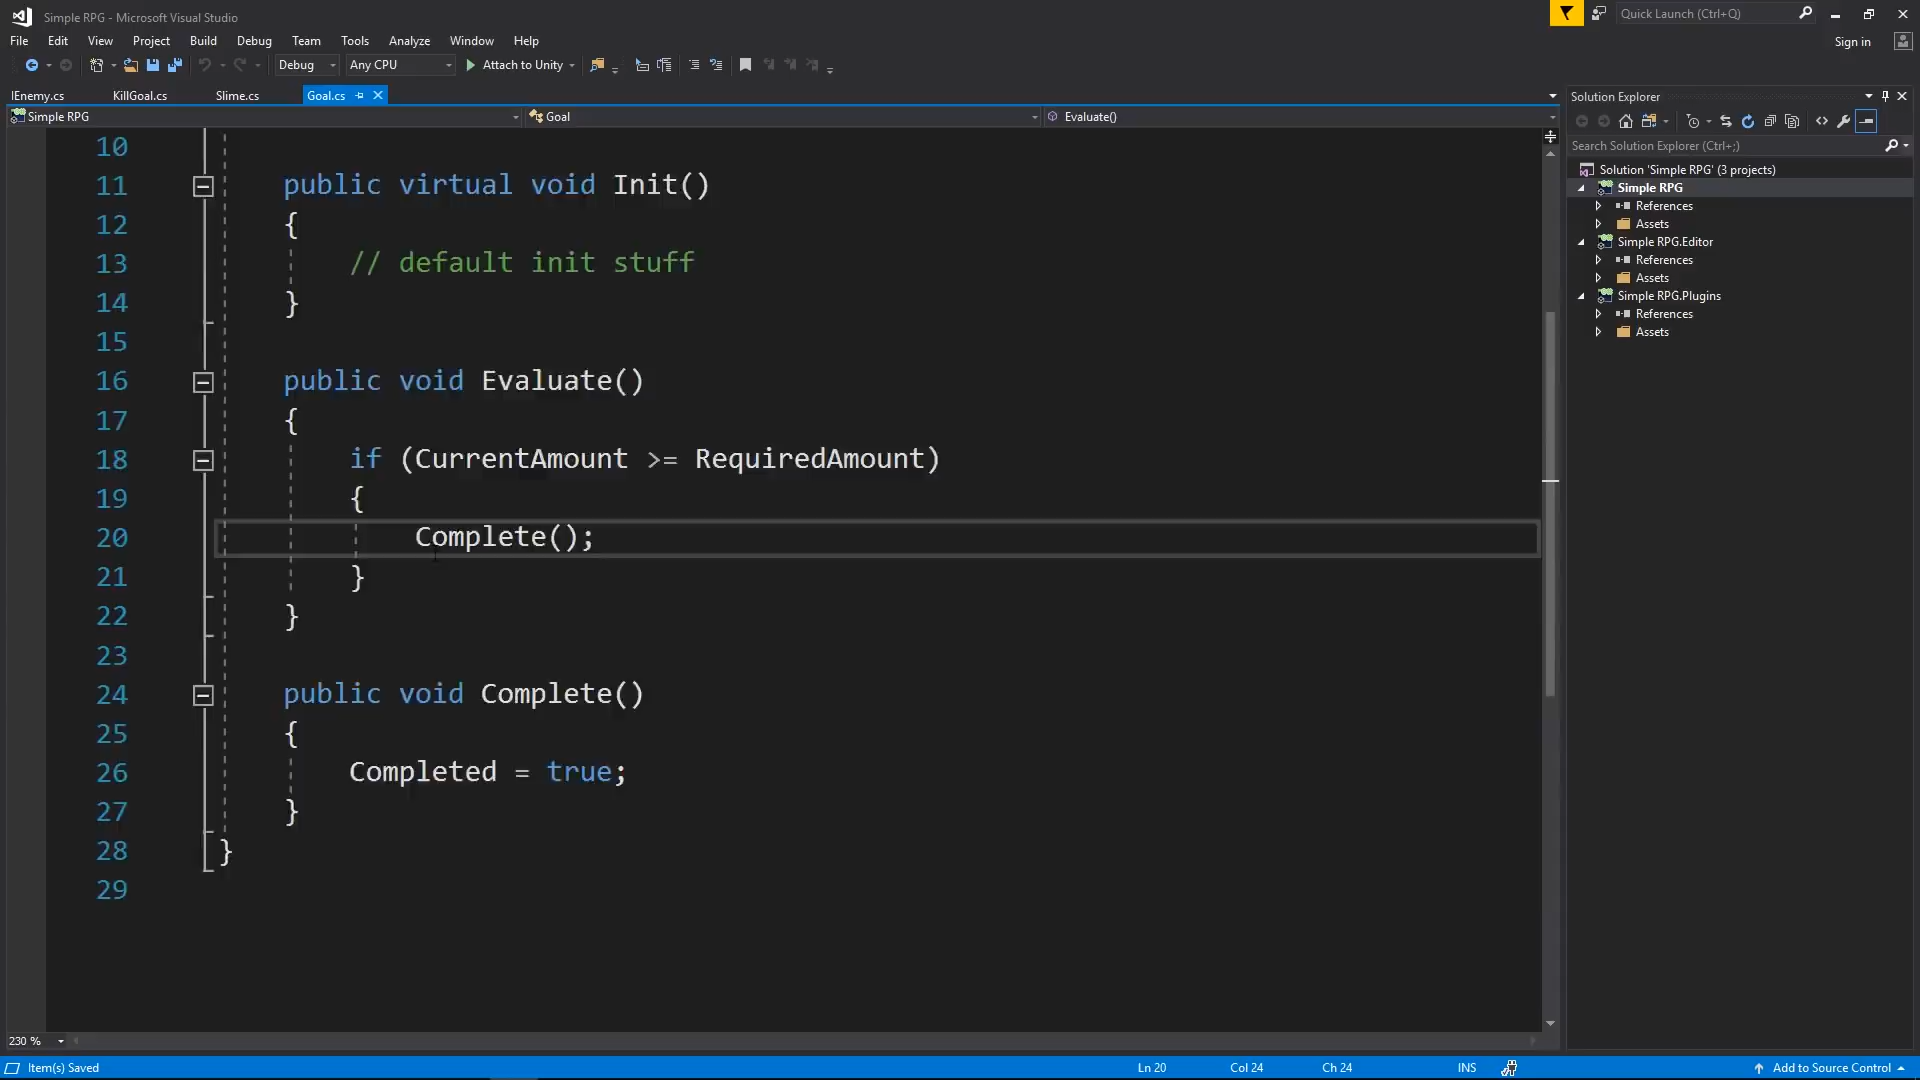 Simple RPG - Microsoft Visual Studio
Quick Launch (Ctrl+Q)
File Edit View Project Build Debug Team Tools Analyze Window Help
Sign in
Debug Any CPU Attach to Unity
IEnemy.cs KillGoal.cs Slime.cs Goal.cs
Simple RPG Goal Evaluate()
10
11 public virtual void Init()
12 {
13 // default init stuff
14 }
15
16 public void Evaluate()
17 {
18 if (CurrentAmount >= RequiredAmount)
19 {
20 Complete();
21 }
22 }
23
24 public void Complete()
25 {
26 Completed = true;
27 }
28 }
29
Solution Explorer
Search Solution Explorer (Ctrl+;)
Solution 'Simple RPG' (3 projects)
Simple RPG
References
Assets
Simple RPG.Editor
References
Assets
Simple RPG.Plugins
References
Assets
230 %
Item(s) Saved Ln 20 Col 24 Ch 24 INS Add to Source Control